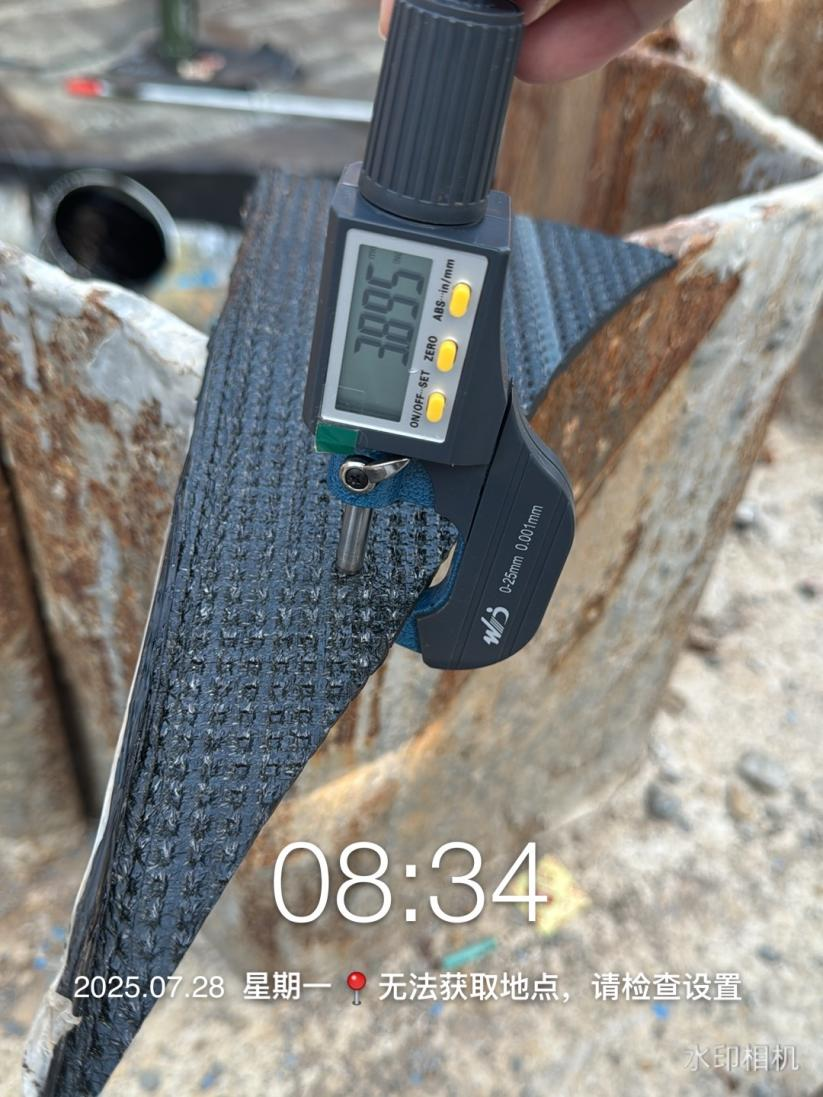 ABS··in/mm
ZERO
ON/OFF··SET
0-25mm 0.001mm
08:34
2025.07.28 星期一 无法获取地点，请检查设置
水印相机